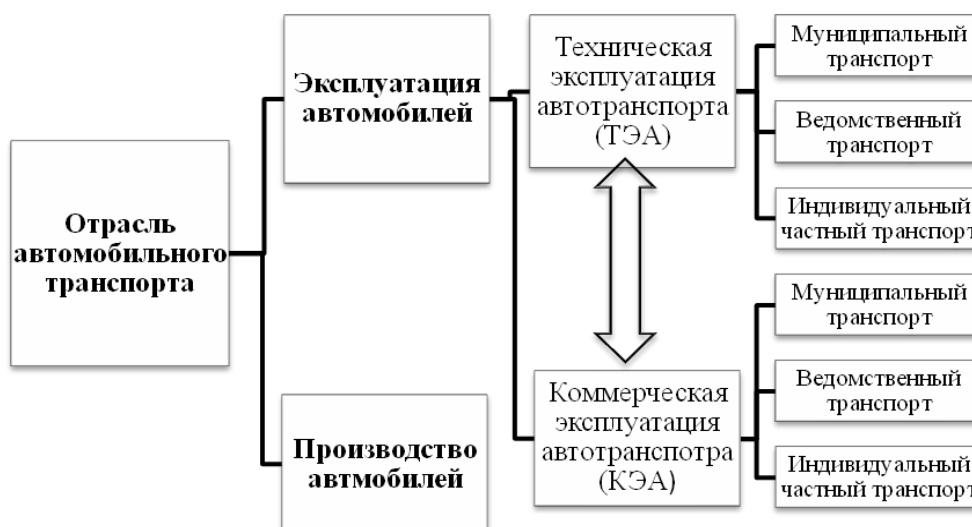 Отрасль
автомобильного
транспорта
Эксплуатация
автомобилей
Производство
автмобилей
Техническая
эксплуатация
автотранспорта
(ТЭА)
Коммерческая
эксплуатация
автотранспотра
(КЭА)
Муниципальный
транспорт
Ведомственный
транспорт
Индивидуальный
частный транспорт
Муниципальный
транспорт
Ведомственный
транспорт
Индивидуальный
частный транспорт